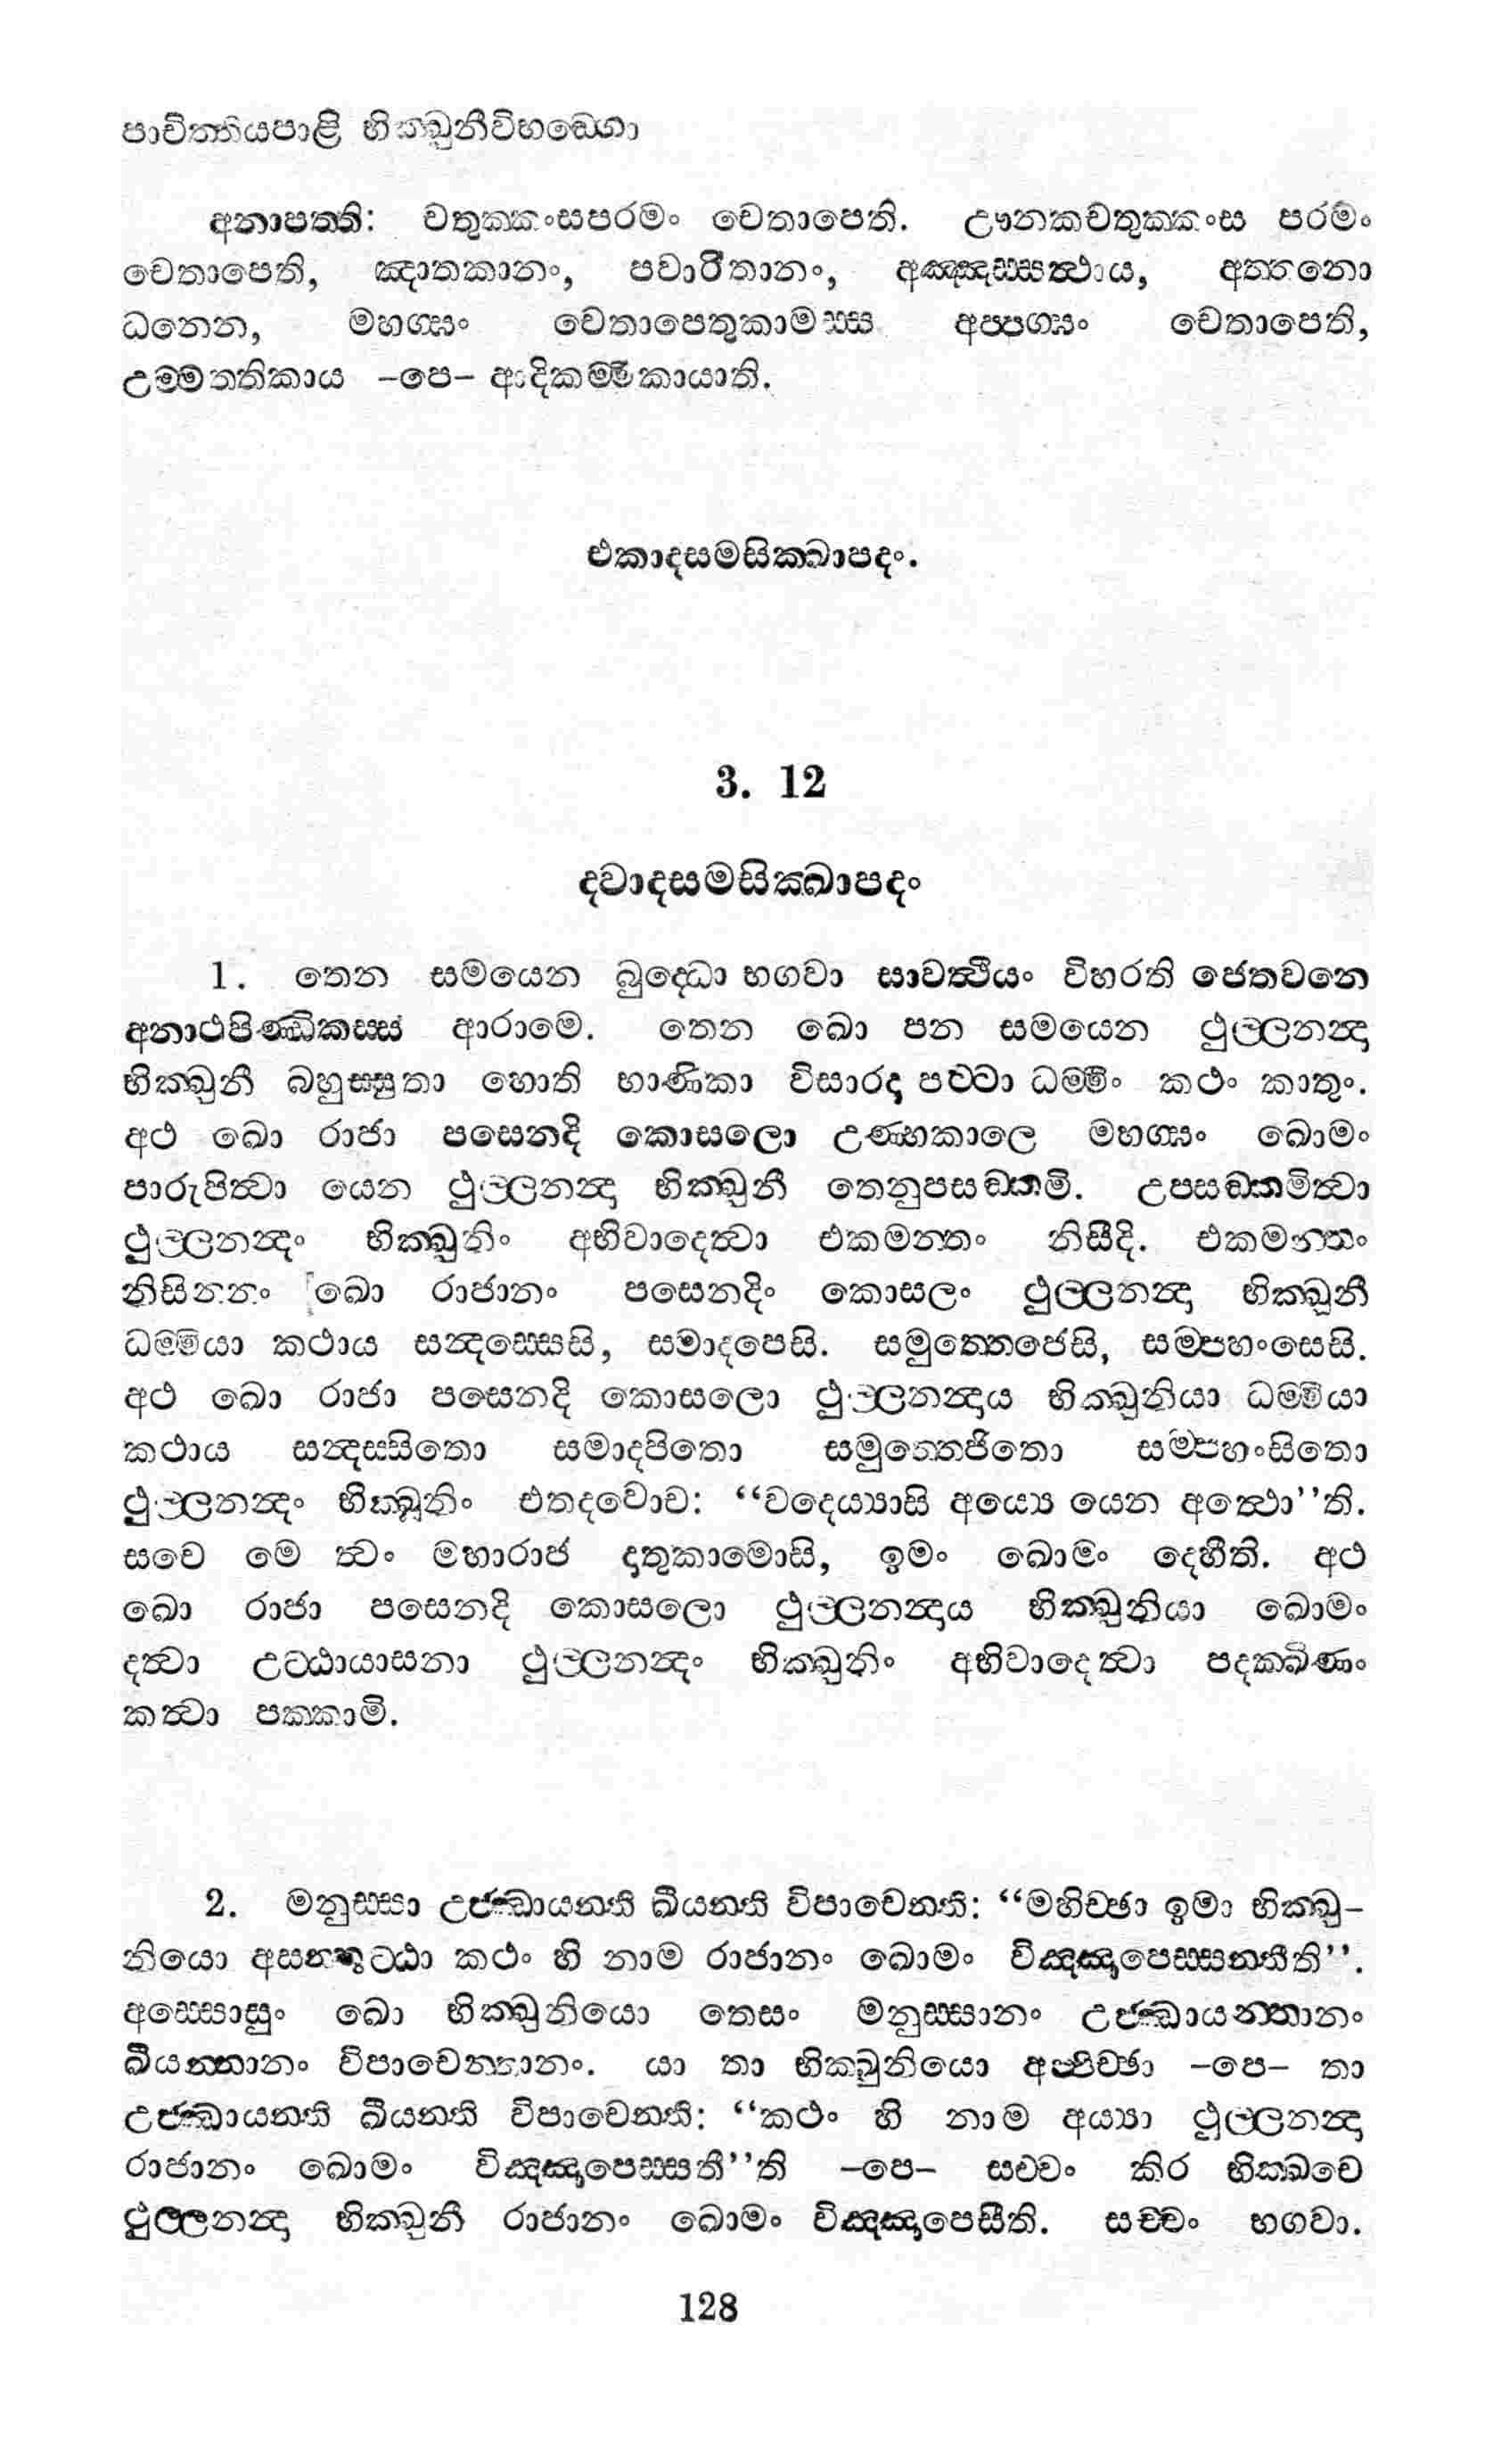 පාචිත්තියපාළි භික්ඛුනීවිභඞ්ගො
අනාපත්ති: චතුක්කංසපරමං චෙතාපෙති. ඌනකචතුක්කංස පරමං
චෙතාපෙති, ඤාතකානං, පවාරිතානං, අඤ්ඤස්සත්ථාය, අත්තනො
ධනෙන, මහග්ඝං චෙතාපෙතුකාමස්ස අප්පග්ඝං චෙතාපෙති,
උම්මත්තිකාය –පෙ– ආදිකම්මිකායාති.
එකාදසමසික්ඛාපදං.
3. 12
ද්වාදසමසික්ඛාපදං
1. තෙන සමයෙන බුද්ධො භගවා සාවත්ථියං විහරති ජෙතවනෙ
අනාථපිණ්ඩිකස්ස ආරාමෙ. තෙන ඛො පන සමයෙන ථුල්ලනන්දා
භික්ඛුනී බහුස්සුතා හොති භාණිකා විසාරදා පට්ටා ධම්මිං කථං කාතුං.
අථ ඛො රාජා පසෙනදි කොසලො උණ්හකාලෙ මහග්ඝං ඛොමං
පාරුපිත්වා යෙන ථුල්ලනන්දා භික්ඛුනී තෙනුපසඞ්කමි. උපසඞ්කමිත්වා
ථුල්ලනන්දං භික්ඛුනිං අභිවාදෙත්වා එකමන්තං නිසීදි. එකමන්තං
නිසින්නං ඛො රාජානං පසෙනදිං කොසලං ථුල්ලනන්දා භික්ඛුනී
ධම්මියා කථාය සන්දස්සෙසි, සමාදපෙසි. සමුත්තෙජෙසි, සම්පහංසෙසි.
අථ ඛො රාජා පසෙනදි කොසලො ථුල්ලනන්දාය භික්ඛුනියා ධම්මියා
කථාය සන්දස්සිතො සමාදපිතො සමුත්තෙජිතො සම්පහංසිතො
ථුල්ලනන්දං භික්ඛුනිං එතදවොච: “වදෙය්‍යාසි අය්‍යෙ යෙන අත්ථො”ති.
සචෙ මෙ ත්වං මහාරාජ දාතුකාමොසි, ඉමං ඛොමං දෙහීති. අථ
ඛො රාජා පසෙනදි කොසලො ථුල්ලනන්දාය භික්ඛුනියා ඛොමං
දත්වා උට්ඨායාසනා ථුල්ලනන්දං භික්ඛුනිං අභිවාදෙත්වා පදක්ඛිණං
කත්වා පක්කාමි.
2. මනුස්සා උජ්ඣායන්ති ඛීයන්ති විපාචෙන්ති: “මහිච්ඡා ඉමා භික්ඛු–
නියො අසන්තුට්ඨා කථං හි නාම රාජානං ඛොමං විඤ්ඤාපෙස්සන්තීති”.
අස්සොසුං ඛො භික්ඛුනියො තෙසං මනුස්සානං උජ්ඣායන්තානං
ඛීයන්තානං විපාචෙන්තානං. යා තා භික්ඛුනියො අප්පිච්ඡා –පෙ– තා
උජ්ඣායන්ති ඛීයන්ති විපාචෙන්ති: “කථං හි නාම අය්‍යා ථුල්ලනන්දා
රාජානං ඛොමං විඤ්ඤාපෙස්සතී”ති –පෙ– සච්චං කිර භික්ඛවෙ
ථුල්ලනන්දා භික්ඛුනී රාජානං ඛොමං විඤ්ඤාපෙසීති. සච්චං භගවා.
128